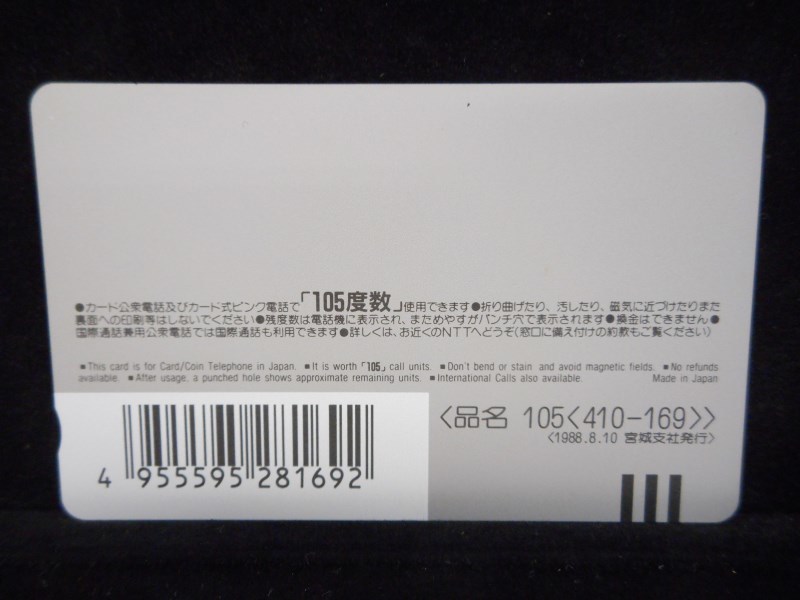 ●カード公衆電話及びカード式ピンク電話で「105度数」使用できます●折り曲げたり、汚したり、磁気に近づけたりまた
裏面への印刷等はしないでください●残度数は電話機に表示され、まためやすがパンチ穴で表示されます●換金はできません●
国際通話兼用公衆電話では国際通話も利用できます●詳しくは、お近くのNTTへどうぞ(窓口に備え付けの約款もご覧ください)
■This card is for Card/Coin Telephone in Japan. ■It is worth「105」call units. ■Don't bend or stain and avoid magnetic fields. ■No refunds
available. ■After usage, a punched hole shows approximate remaining units. ■International Calls also available. Made in Japan
〈品名 105〈410-169〉〉
〈1988.8.10 宮城支社発行〉
4 955595 281692